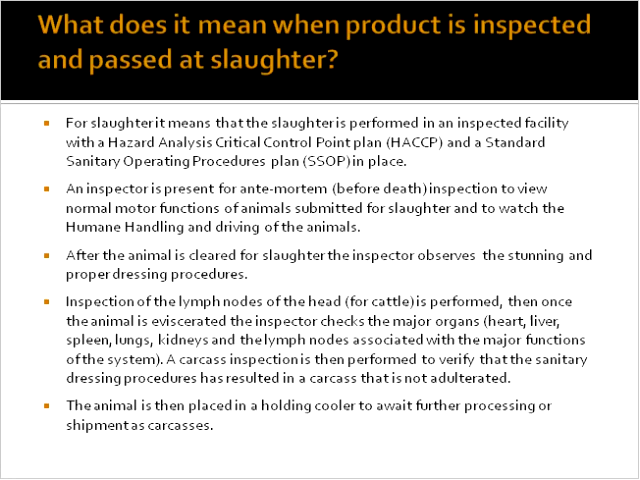 What does it mean when product is inspected
and passed at slaughter?
For slaughter it means that the slaughter is performed in an inspected facility
with a Hazard Analysis Critical Control Point plan (HACCP) and a Standard
Sanitary Operating Procedures plan (SSOP) in place.
An inspector is present for ante-mortem (before death) inspection to view
normal motor functions of animals submitted for slaughter and to watch the
Humane Handling and driving of the animals.
After the animal is cleared for slaughter the inspector observes the stunning and
proper dressing procedures.
Inspection of the lymph nodes of the head (for cattle) is performed, then once
the animal is eviscerated the inspector checks the major organs (heart, liver,
spleen, lungs, kidneys and the lymph nodes associated with the major functions
of the system). A carcass inspection is then performed to verify that the sanitary
dressing procedures has resulted in a carcass that is not adulterated.
The animal is then placed in a holding cooler to await further processing or
shipment as carcasses.